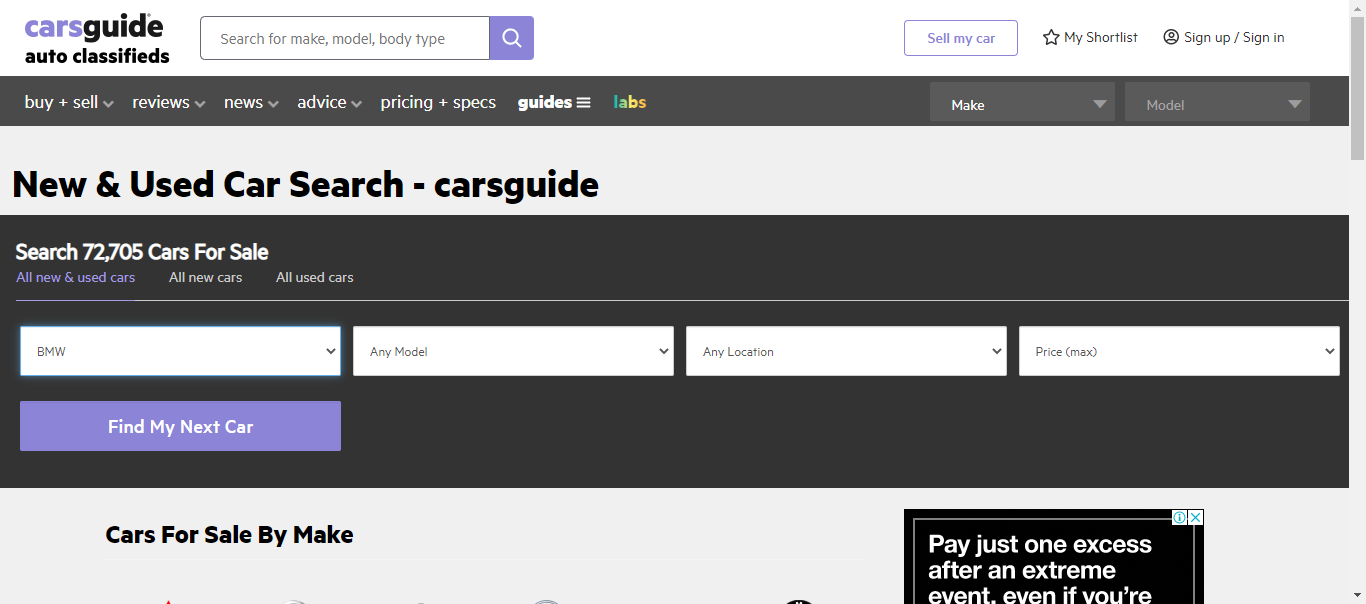 carsguide
auto classifieds
Search for make, model, body type
Sell my car
My Shortlist
Sign up / Sign in
buy + sell
reviews
news
advice
pricing + specs
guides
labs
Make
Model
New & Used Car Search - carsguide
Search 72,705 Cars For Sale
All new & used cars
All new cars
All used cars
BMW
Any Model
Any Location
Price (max)
Find My Next Car
Cars For Sale By Make
Pay just one excess
after an extreme
event, even if you're